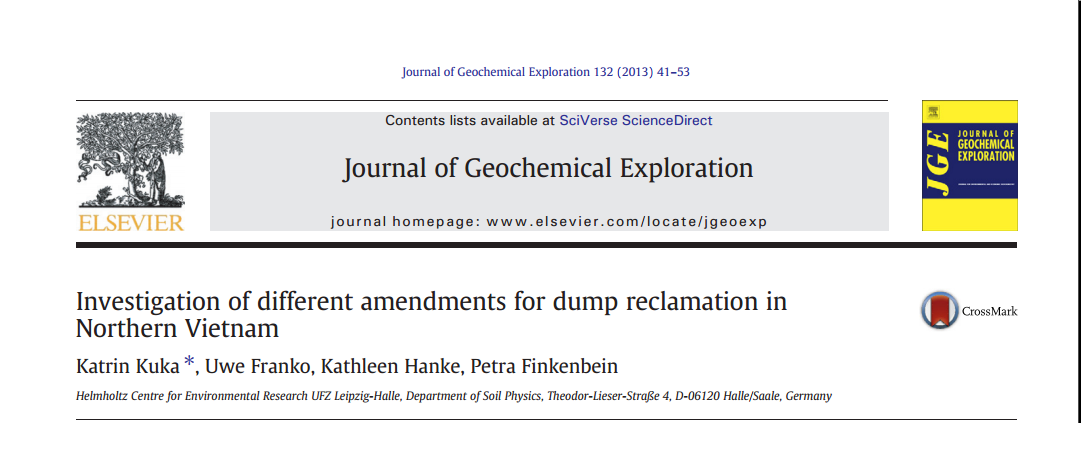 Journal of Geochemical Exploration 132 (2013) 41–53
Contents lists available at SciVerse ScienceDirect
Journal of Geochemical Exploration
journal homepage: www.elsevier.com/locate/jgeoexp
ELSEVIER
JGE
JOURNAL OF
GEOCHEMICAL
EXPLORATION
Investigation of different amendments for dump reclamation in
Northern Vietnam
CrossMark
Katrin Kuka *, Uwe Franko, Kathleen Hanke, Petra Finkenbein
Helmholtz Centre for Environmental Research UFZ Leipzig-Halle, Department of Soil Physics, Theodor-Lieser-Straße 4, D-06120 Halle/Saale, Germany